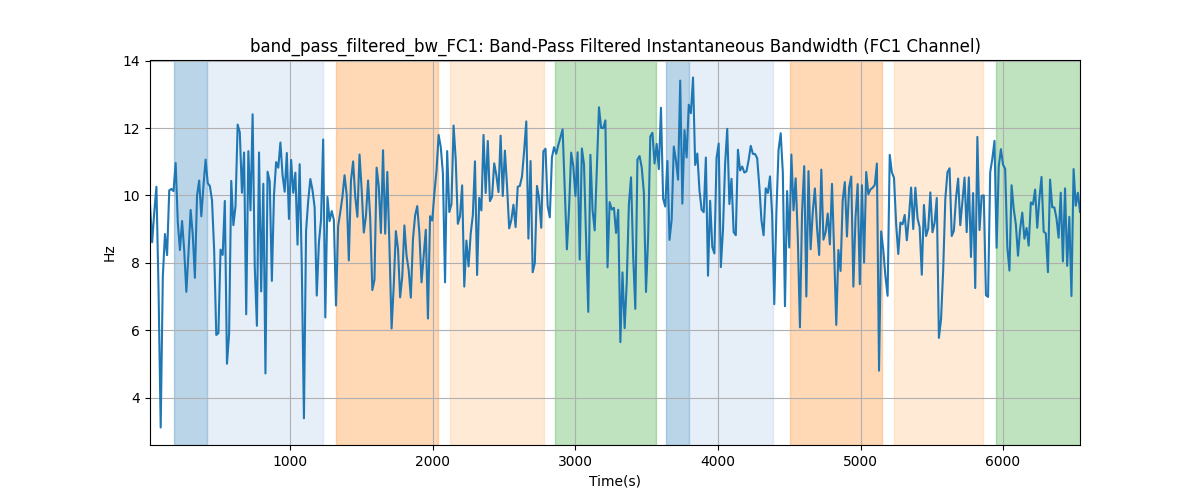 band_pass_filtered_bw_FC1: Band-Pass Filtered Instantaneous Bandwidth (FC1 Channel)
14
12
10
8
6
4
Hz
1000 2000 3000 4000 5000 6000
Time(s)